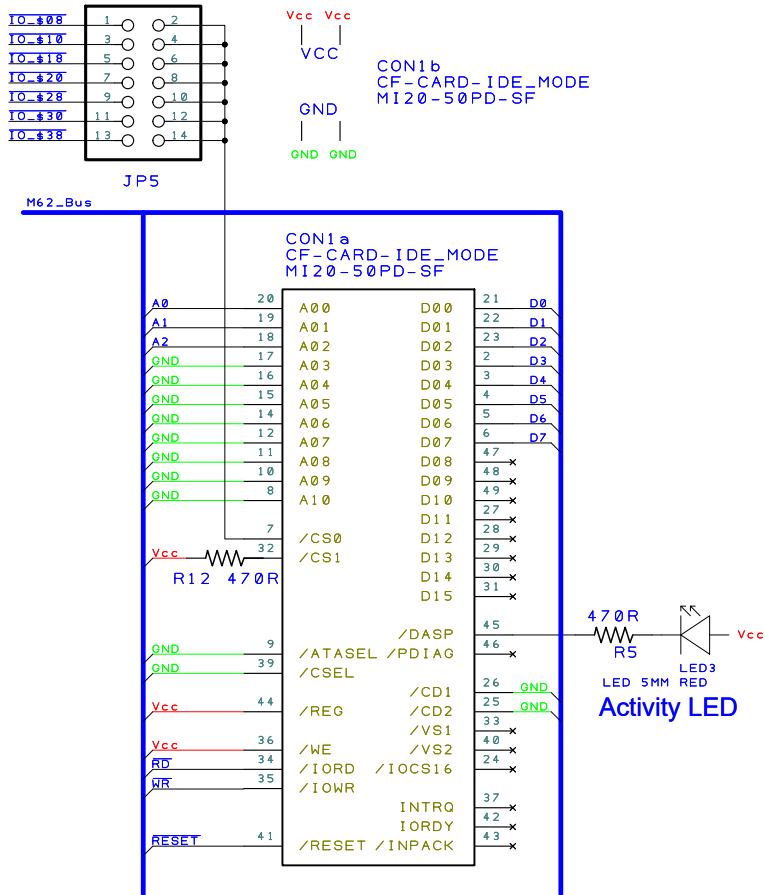 IO_$08 1 2
IO_$10 3 4
IO_$18 5 6
IO_$20 7 8
IO_$28 9 10
IO_$30 11 12
IO_$38 13 14
JP5
Vcc Vcc
VCC
GND
GND GND
CON1b
CF-CARD-IDE_MODE
MI20-50PD-SF
M62_Bus
CON1a
CF-CARD-IDE_MODE
MI20-50PD-SF
A0 20 A00 D00 21 D0
A1 19 A01 D01 22 D1
A2 18 A02 D02 23 D2
GND 17 A03 D03 2 D3
GND 16 A04 D04 3 D4
GND 15 A05 D05 4 D5
GND 14 A06 D06 5 D6
GND 12 A07 D07 6 D7
GND 11 A08 D08 47
GND 10 A09 D09 48
GND 8 A10 D10 49
D11 27
7 /CS0 D12 28
Vcc 32 /CS1 D13 29
R12 470R D14 30
D15 31
/DASP 45 470R Vcc
R5
GND 9 /ATASEL /PDIAG 46
GND 39 /CSEL
LED3
LED 5MM RED
Activity LED
/CD1 26 GND
Vcc 44 /REG /CD2 25 GND
/VS1 33
Vcc 36 /WE /VS2 40
RD 34 /IORD /IOCS16 24
WR 35 /IOWR
INTRQ 37
IORDY 42
RESET 41 /RESET /INPACK 43